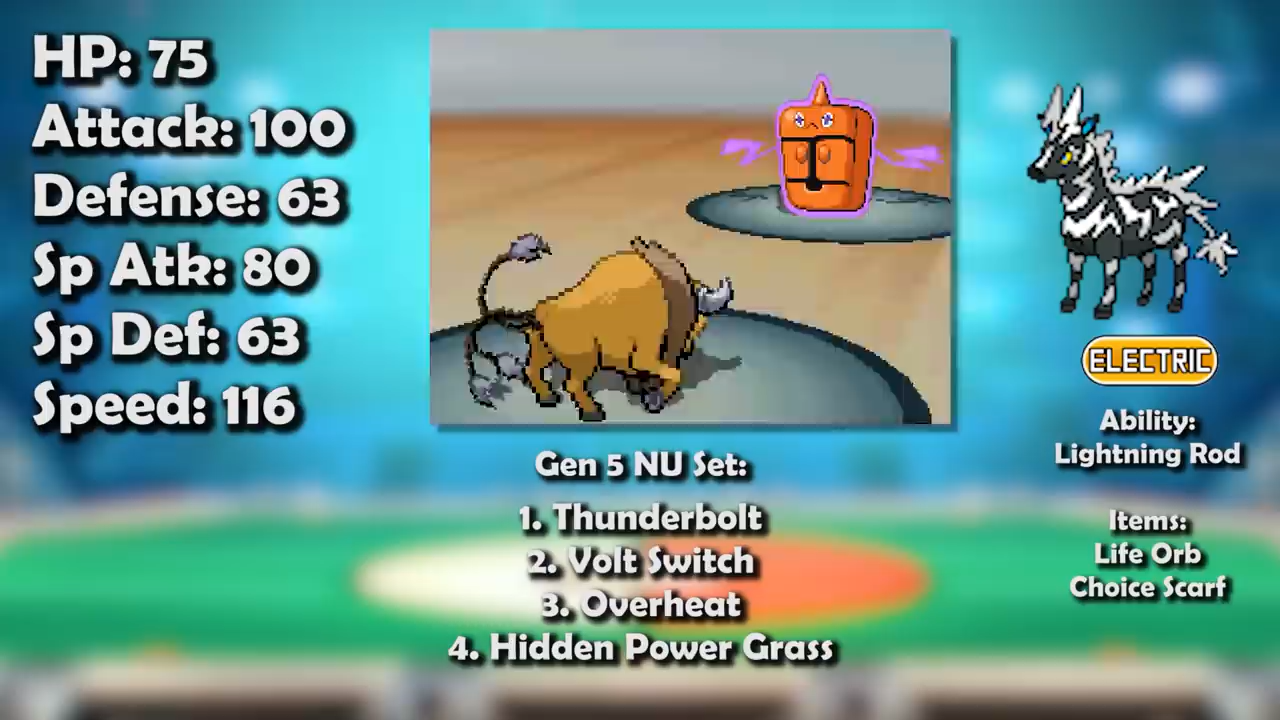 HP: 75
Attack: 100
Defense: 63
Sp Atk: 80
Sp Def: 63
Speed: 116
Gen 5 NU Set:
1. Thunderbolt
2. Volt Switch
3. Overheat
4. Hidden Power Grass
ELECTRIC
Ability:
Lightning Rod
Items:
Life Orb
Choice Scarf